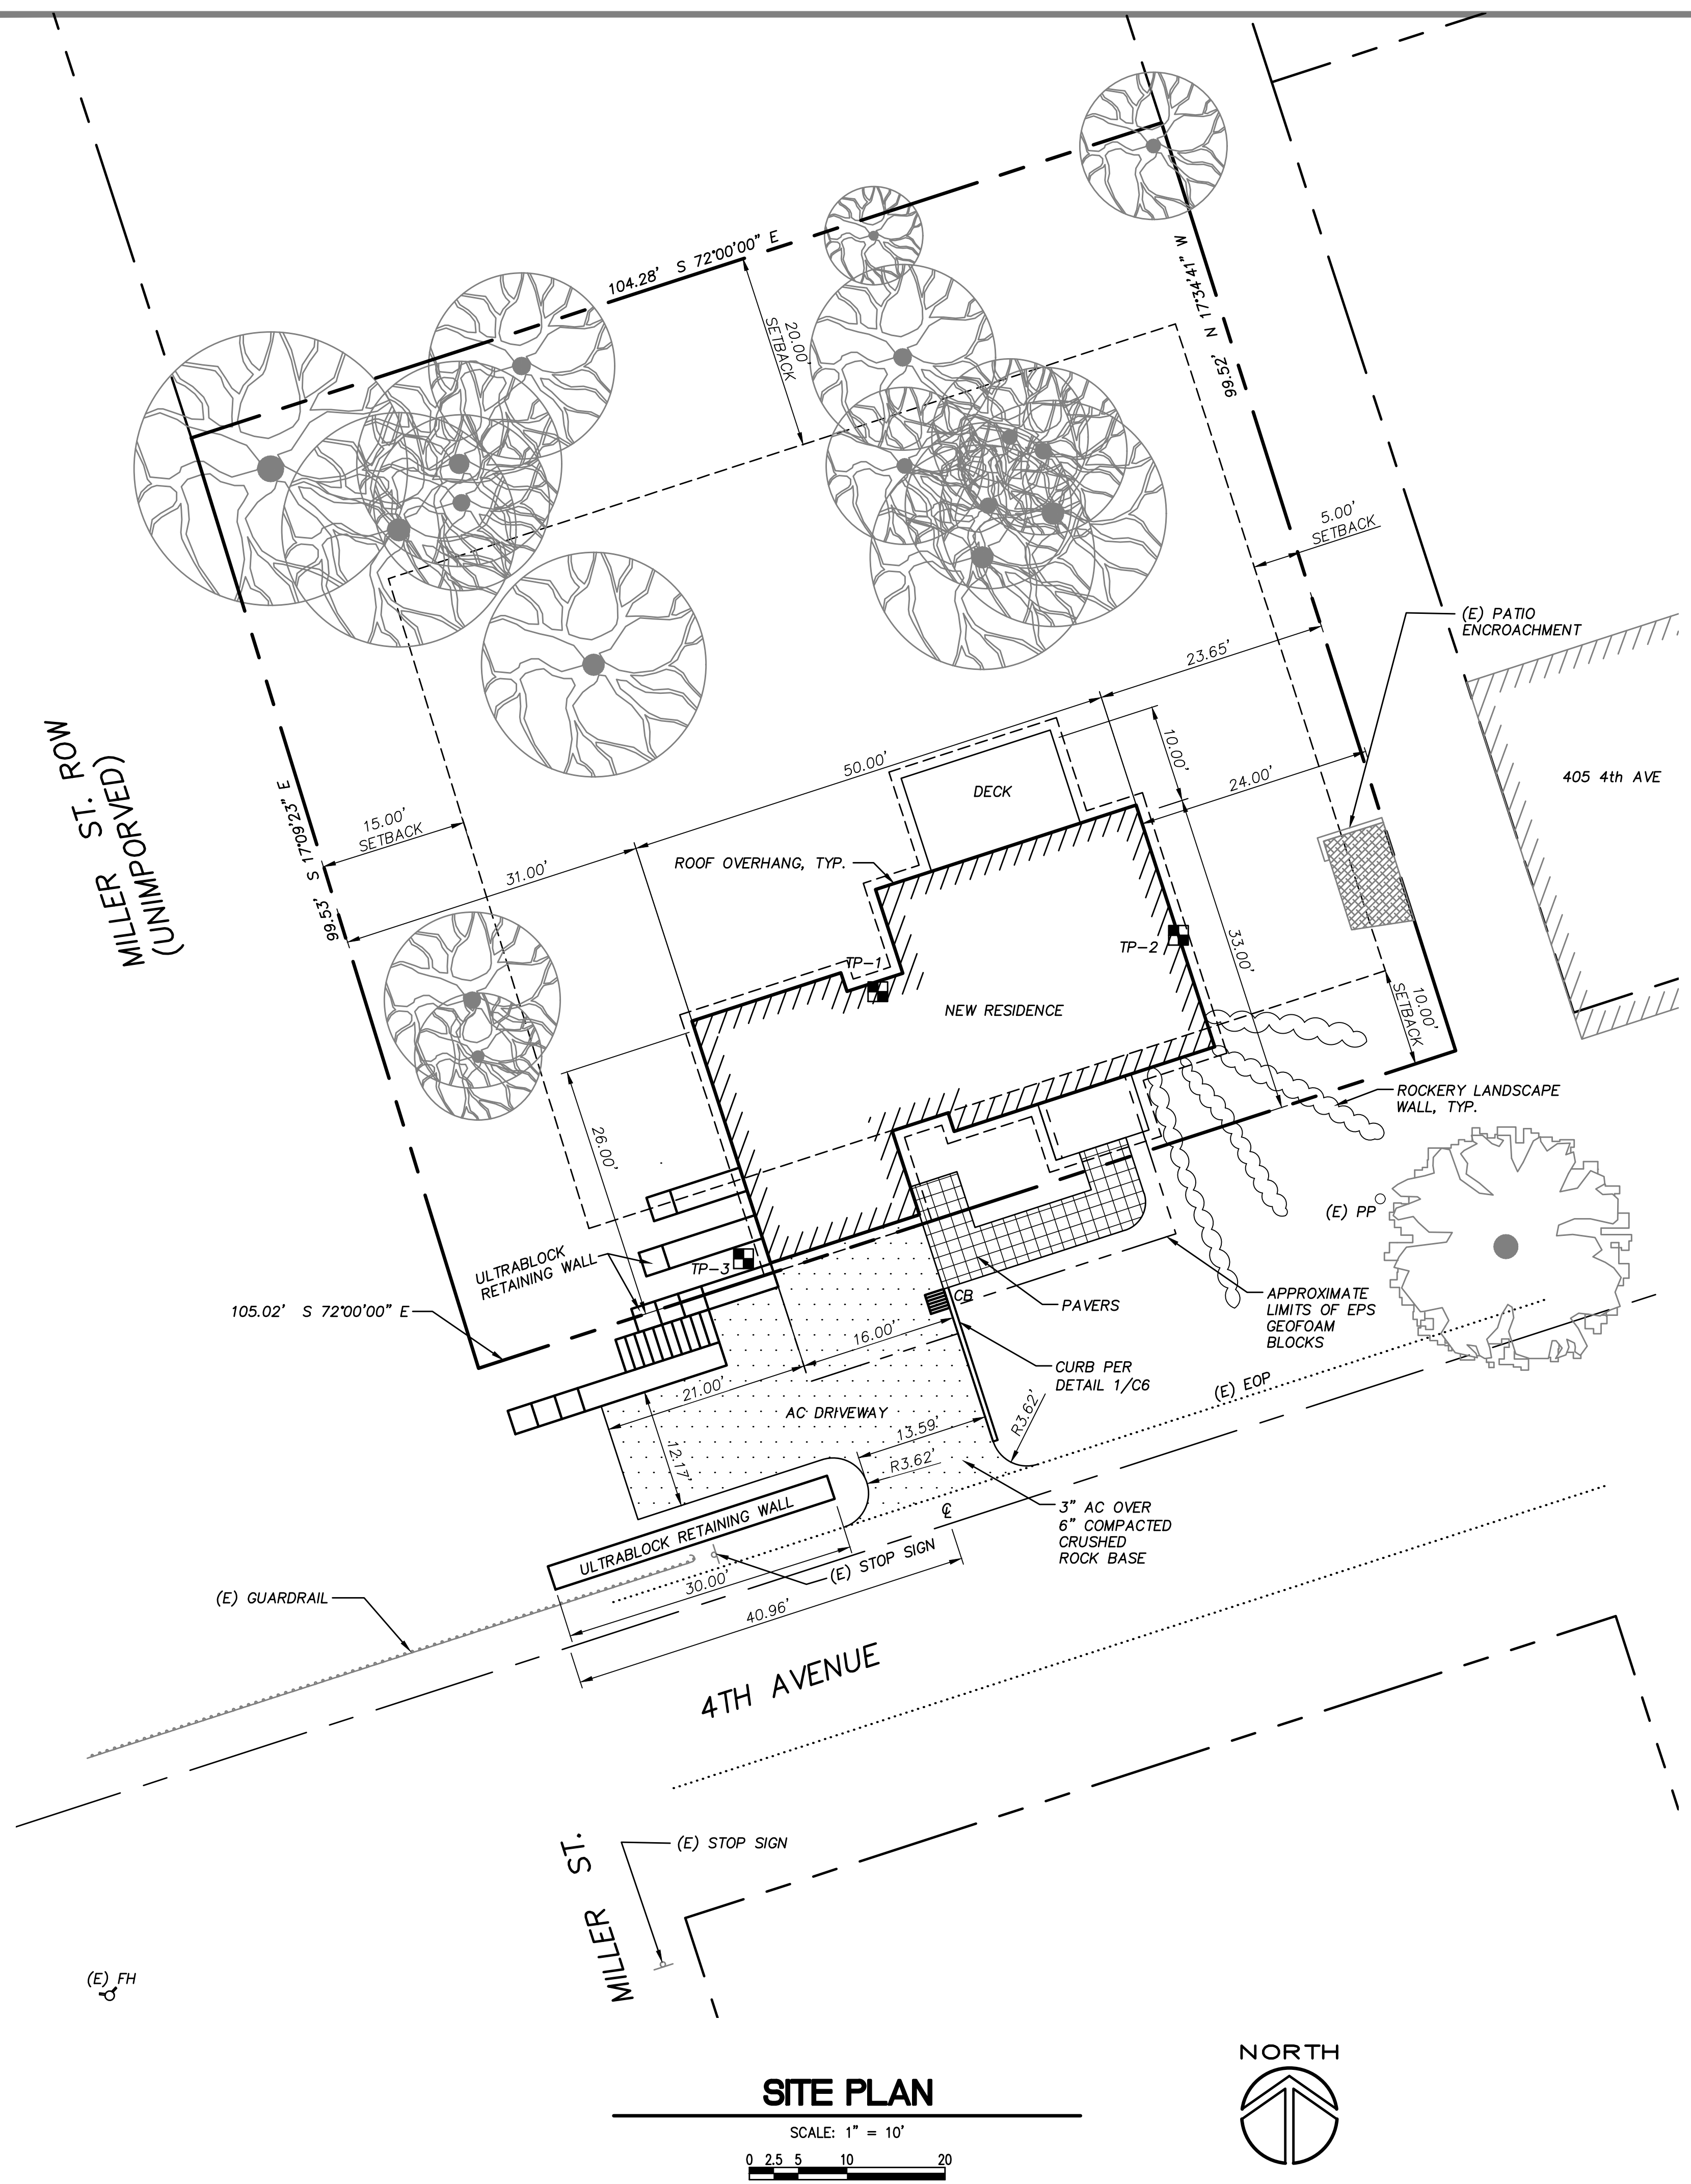 104.28' S 72°00'00" E
20.00'
SETBACK
99.52' N 17°34'41" W
5.00'
SETBACK
(E) PATIO
ENCROACHMENT
23.65'
MILLER ST. ROW
(UNIMPORVED)
50.00'
10.00'
24.00'
405 4th AVE
DECK
99.53' S 17°09'23" E
15.00'
SETBACK
31.00'
ROOF OVERHANG, TYP.
TP-1
TP-2
33.00'
NEW RESIDENCE
10.00'
SETBACK
ROCKERY LANDSCAPE
WALL, TYP.
26.00'
(E) PP
ULTRABLOCK
RETAINING WALL
TP-3
105.02' S 72°00'00" E
CB
PAVERS
APPROXIMATE
LIMITS OF EPS
GEOFOAM
BLOCKS
16.00'
CURB PER
DETAIL 1/C6
21.00'
(E) EOP
AC DRIVEWAY
13.59'
R3.62'
12.17'
R3.62'
ULTRABLOCK RETAINING WALL
3" AC OVER
6" COMPACTED
CRUSHED
ROCK BASE
(E) STOP SIGN
30.00'
40.96'
(E) GUARDRAIL
4TH AVENUE
MILLER ST.
(E) STOP SIGN
(E) FH
NORTH
SITE PLAN
SCALE: 1" = 10'
0 2.5 5 10 20